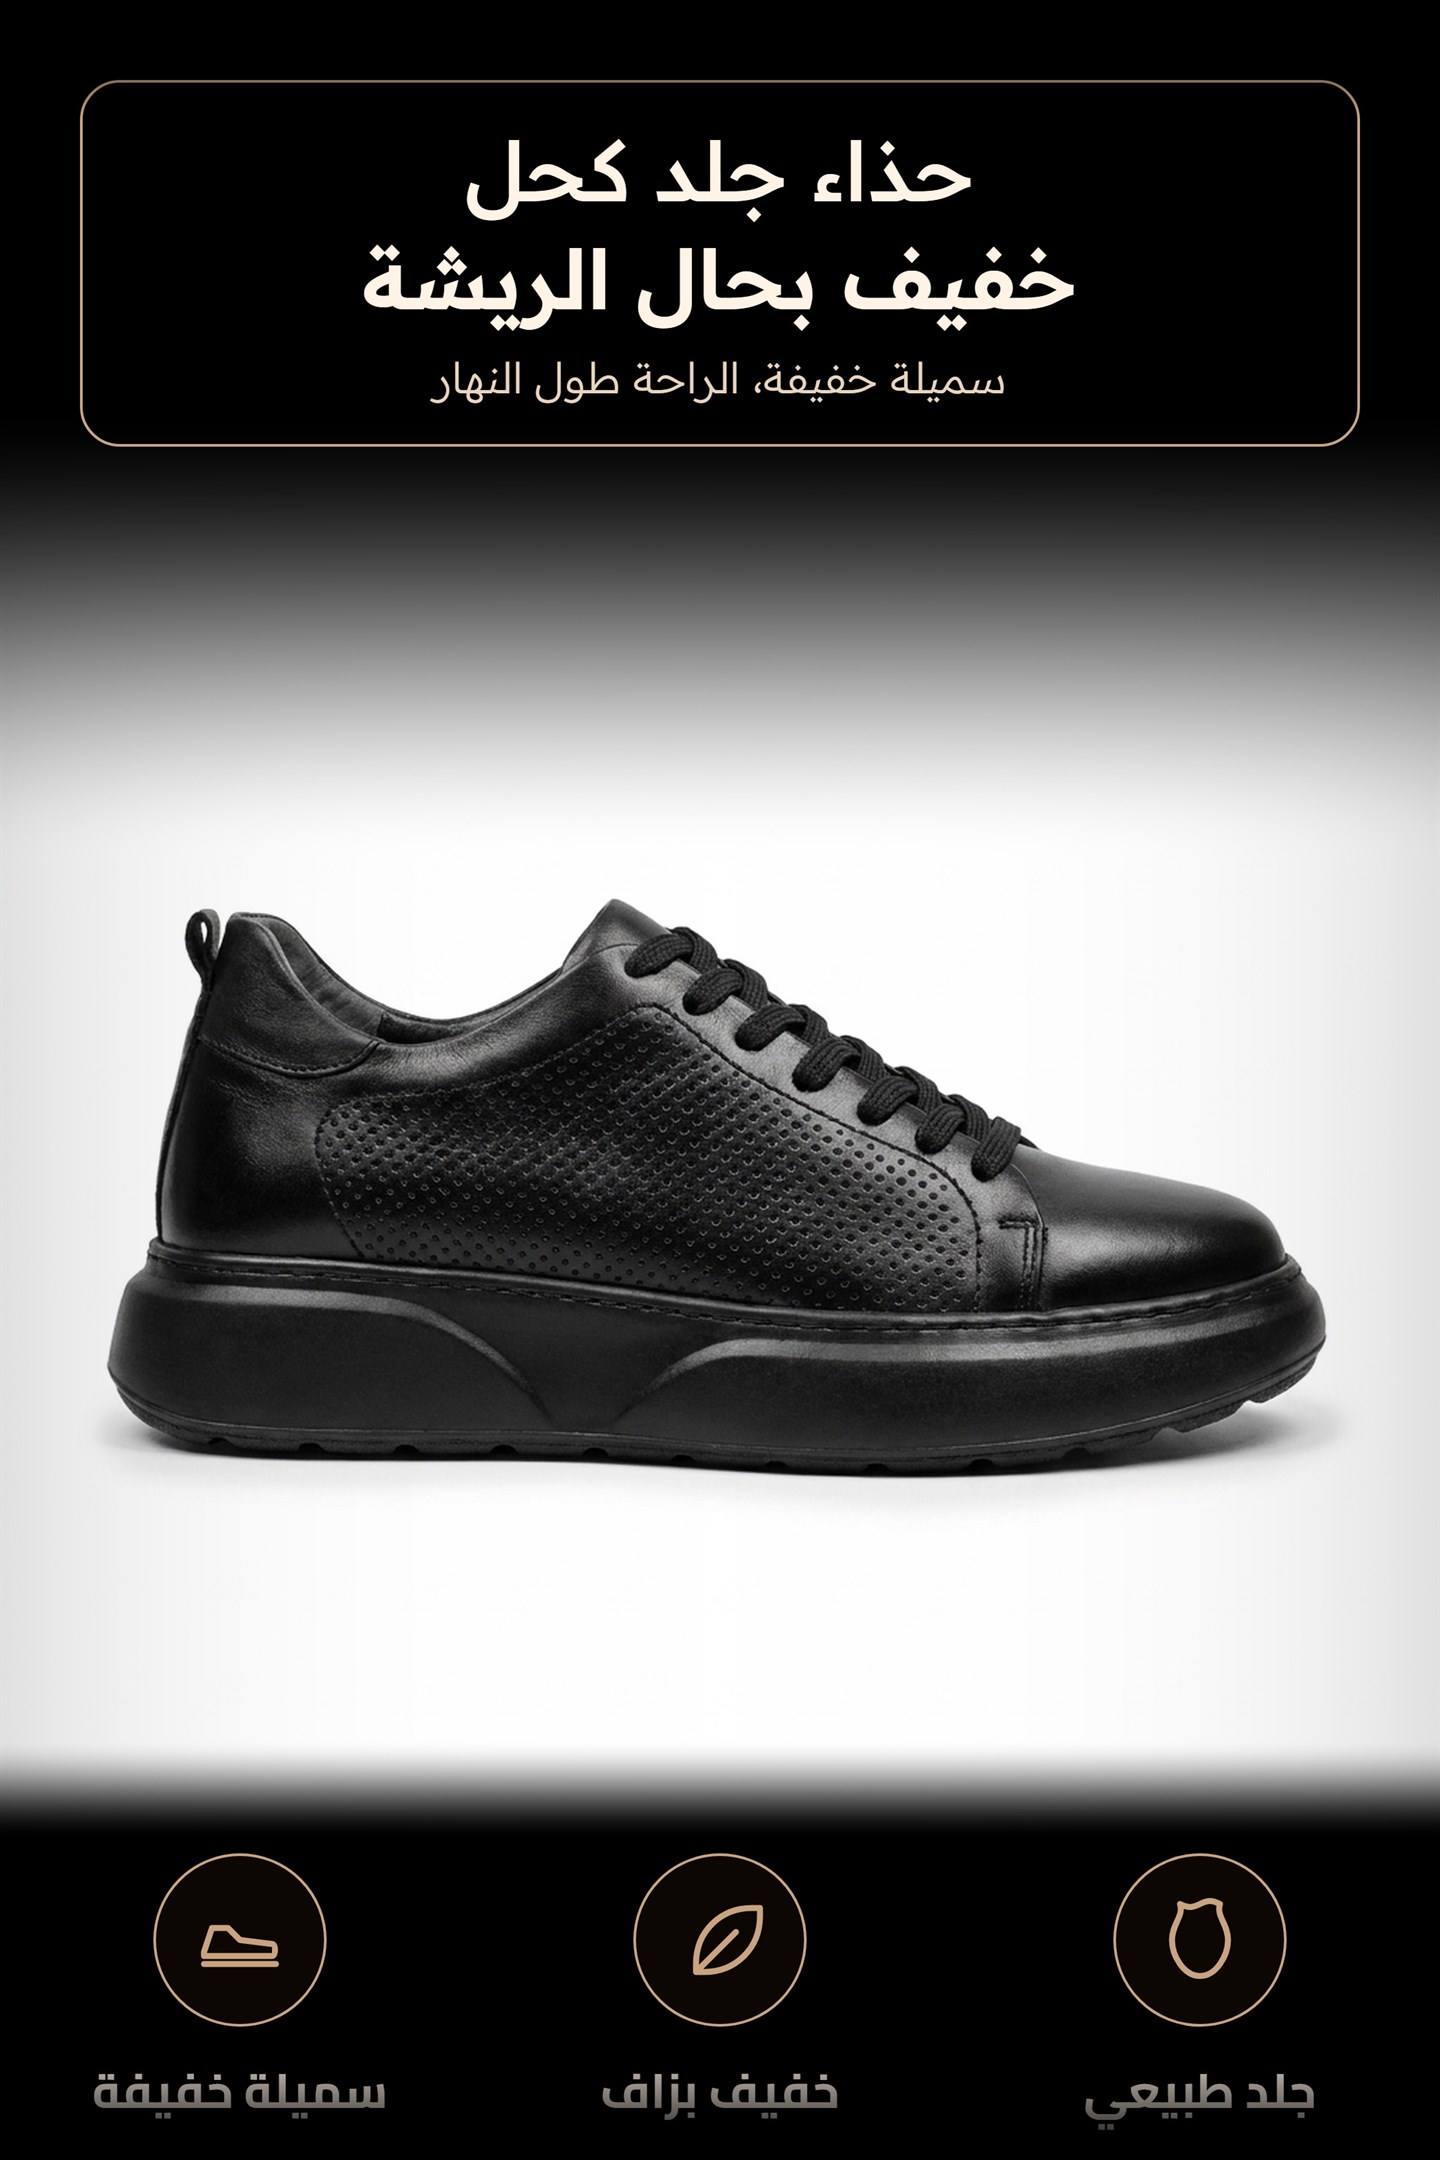 حذاء جلد كحل
خفيف بحال الريشة
سميلة خفيفة، الراحة طول النهار
جلد طبيعي
خفيف بزاف
سميلة خفيفة